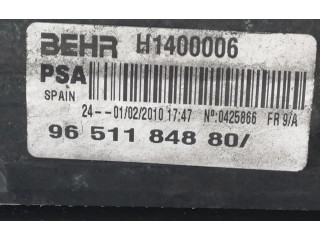 BEHR H1400006
PSA
SPAIN
24--01/02/2010 17:47 Nº:0425866 FR 9/A
96 511 848 80/